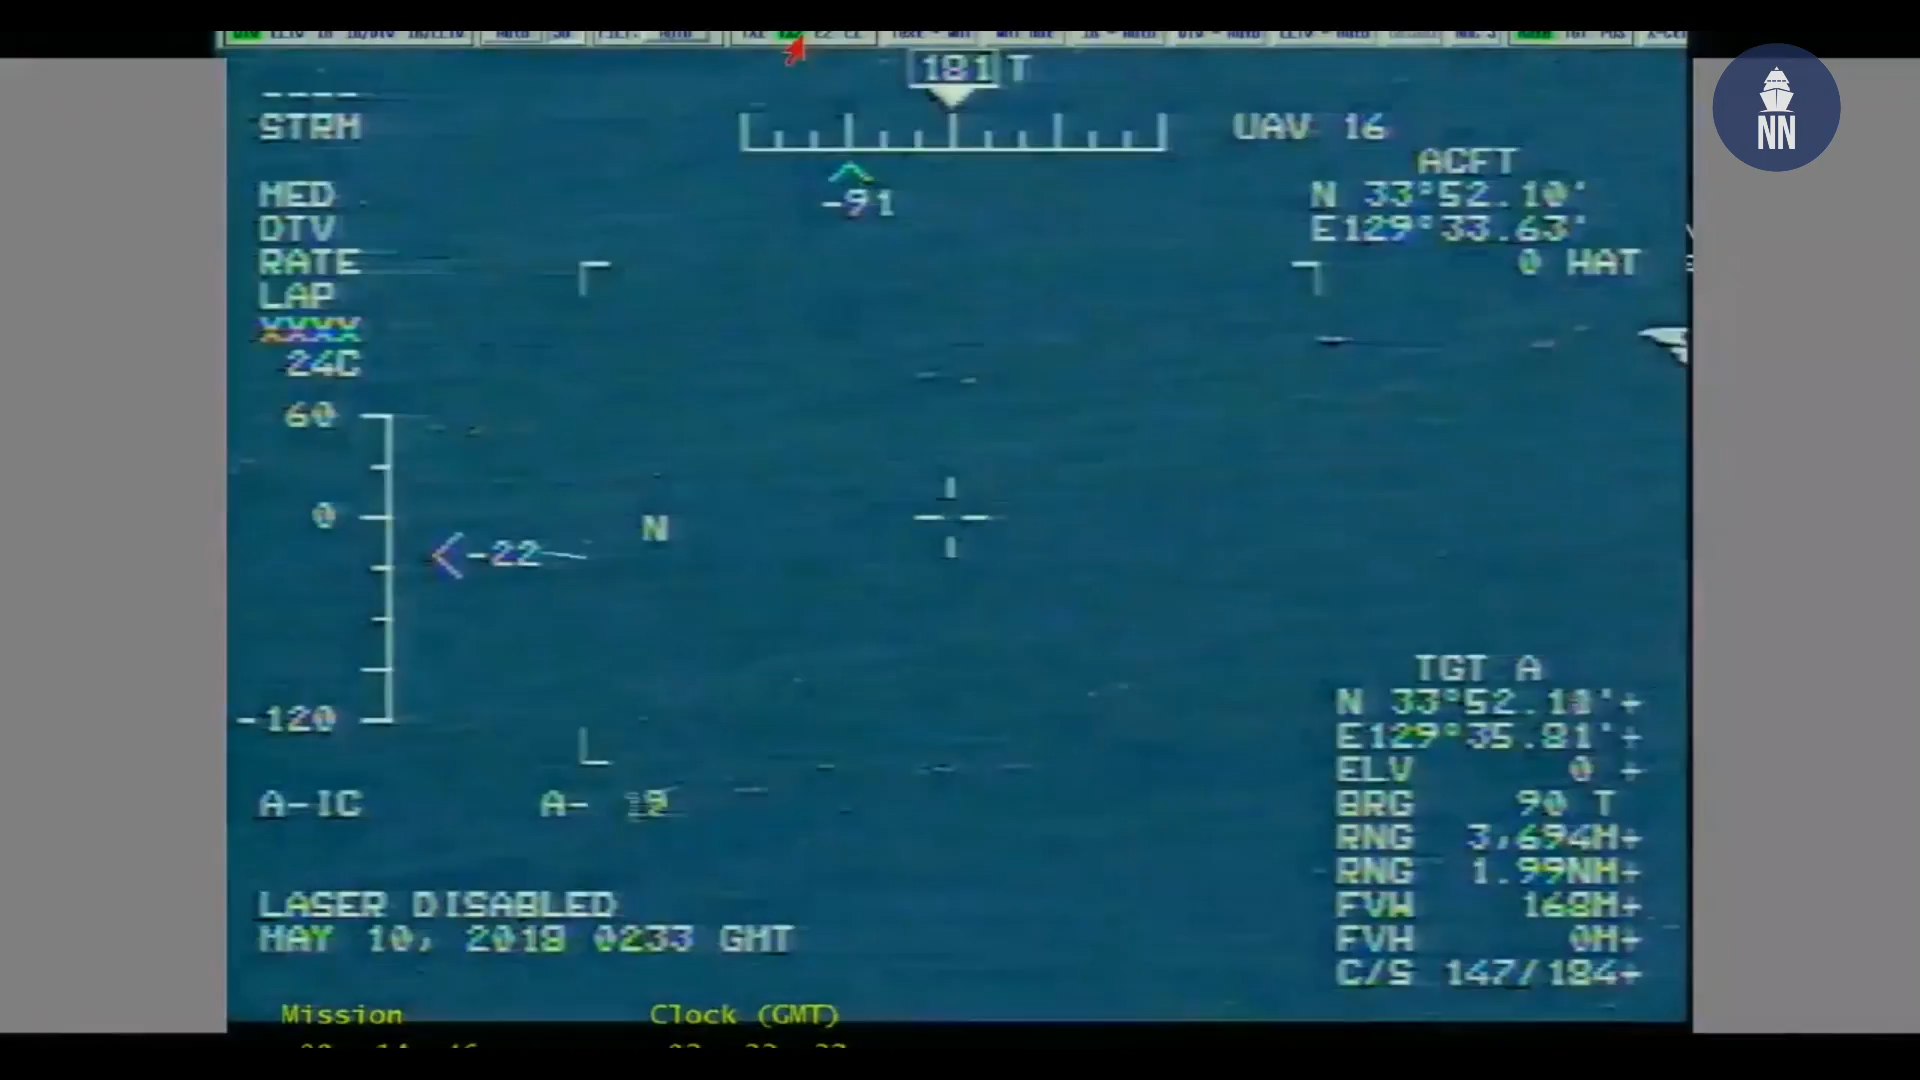 181 T
STRM
UAV 16
NN
ACFT
-91
MED
N 33°52.10'
DTV
E129°33.63'
RATE
0 HAT
LAP
XXXX
24C
60
0
N
-22
TGT A
N 33°52.10'+
-120
E129°35.81'+
ELV 0 +
A-IC
A- 19
BRG 90 T
RNG 3,694M+
RNG 1.99NM+
LASER DISABLED
FVW 168M+
MAY 10, 2018 0233 GMT
FVH 0M+
C/S 147/184+
Mission
Clock (GMT)